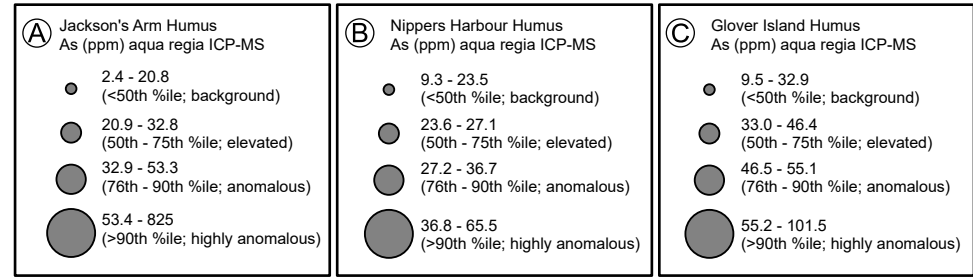 A Jackson's Arm Humus
As (ppm) aqua regia ICP-MS
2.4 - 20.8
(<50th %ile; background)
20.9 - 32.8
(50th - 75th %ile; elevated)
32.9 - 53.3
(76th - 90th %ile; anomalous)
53.4 - 825
(>90th %ile; highly anomalous)
B Nippers Harbour Humus
As (ppm) aqua regia ICP-MS
9.3 - 23.5
(<50th %ile; background)
23.6 - 27.1
(50th - 75th %ile; elevated)
27.2 - 36.7
(76th - 90th %ile; anomalous)
36.8 - 65.5
(>90th %ile; highly anomalous)
C Glover Island Humus
As (ppm) aqua regia ICP-MS
9.5 - 32.9
(<50th %ile; background)
33.0 - 46.4
(50th - 75th %ile; elevated)
46.5 - 55.1
(76th - 90th %ile; anomalous)
55.2 - 101.5
(>90th %ile; highly anomalous)